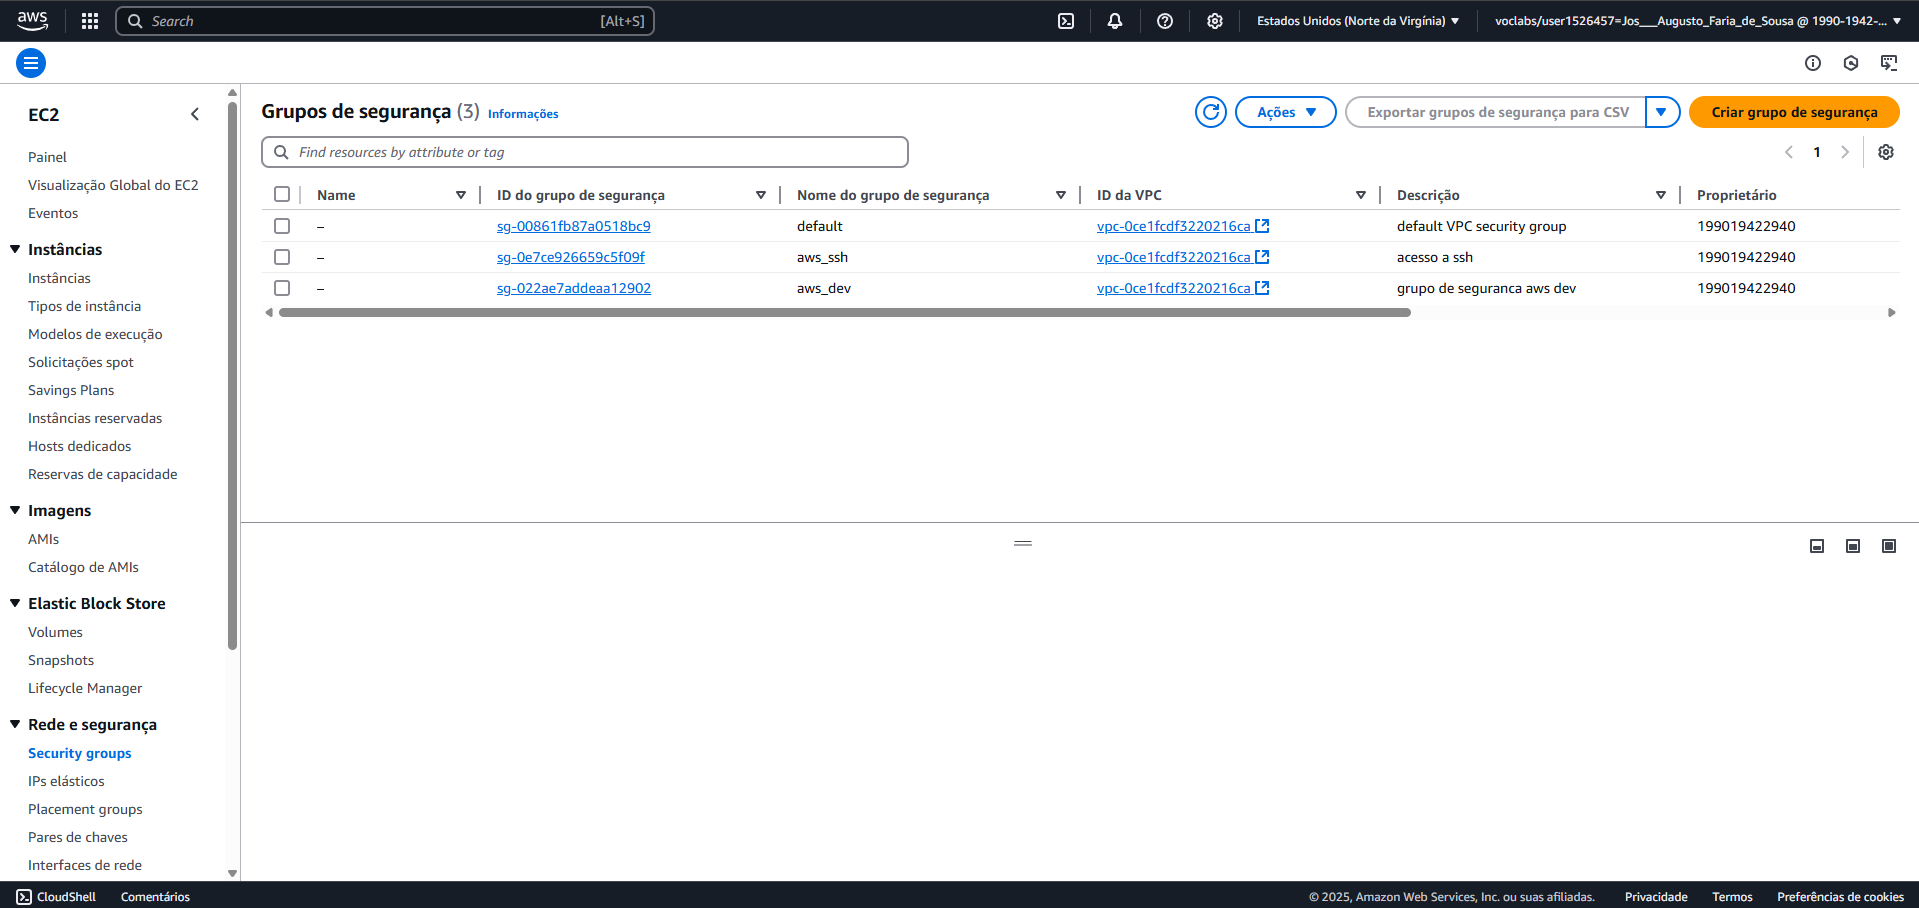 aws
Search [Alt+S]
Estados Unidos (Norte da Virgínia)
voclabs/user1526457=Jos___Augusto_Faria_de_Sousa @ 1990-1942-...
EC2
Painel
Visualização Global do EC2
Eventos
Instâncias
Instâncias
Tipos de instância
Modelos de execução
Solicitações spot
Savings Plans
Instâncias reservadas
Hosts dedicados
Reservas de capacidade
Imagens
AMIs
Catálogo de AMIs
Elastic Block Store
Volumes
Snapshots
Lifecycle Manager
Rede e segurança
Security groups
IPs elásticos
Placement groups
Pares de chaves
Interfaces de rede
Grupos de segurança (3) Informações
Ações
Exportar grupos de segurança para CSV
Criar grupo de segurança
Find resources by attribute or tag
1
Name ID do grupo de segurança Nome do grupo de segurança ID da VPC Descrição Proprietário
– sg-00861fb87a0518bc9 default vpc-0ce1fcdf3220216ca default VPC security group 199019422940
– sg-0e7ce926659c5f09f aws_ssh vpc-0ce1fcdf3220216ca acesso a ssh 199019422940
– sg-022ae7addeaa12902 aws_dev vpc-0ce1fcdf3220216ca grupo de seguranca aws dev 199019422940
CloudShell Comentários © 2025, Amazon Web Services, Inc. ou suas afiliadas. Privacidade Termos Preferências de cookies